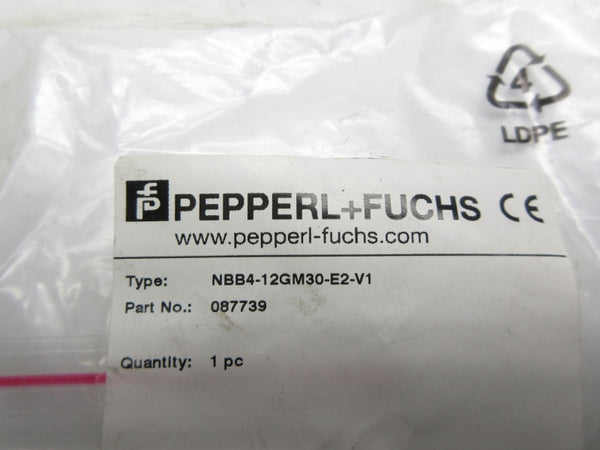 4
LDPE
PEPPERL+FUCHS CE
www.pepperl-fuchs.com
Type: NBB4-12GM30-E2-V1
Part No.: 087739
Quantity: 1 pc